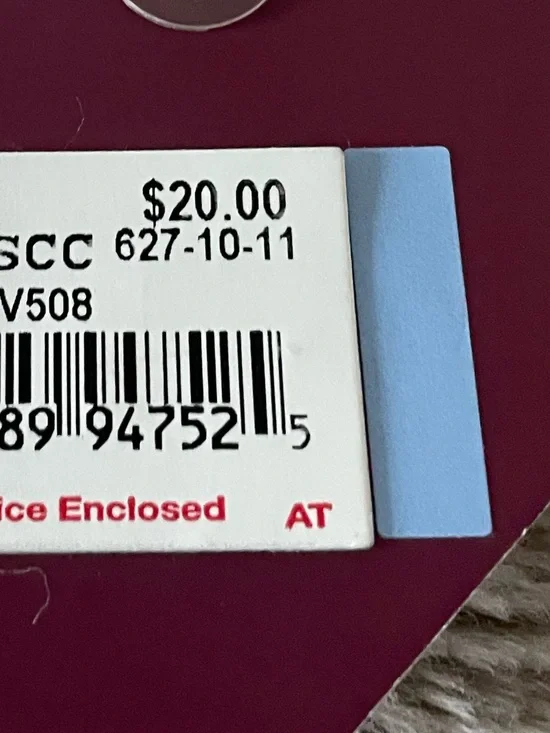 $20.00
SCC 627-10-11
V508
89 94752 5
ice Enclosed AT